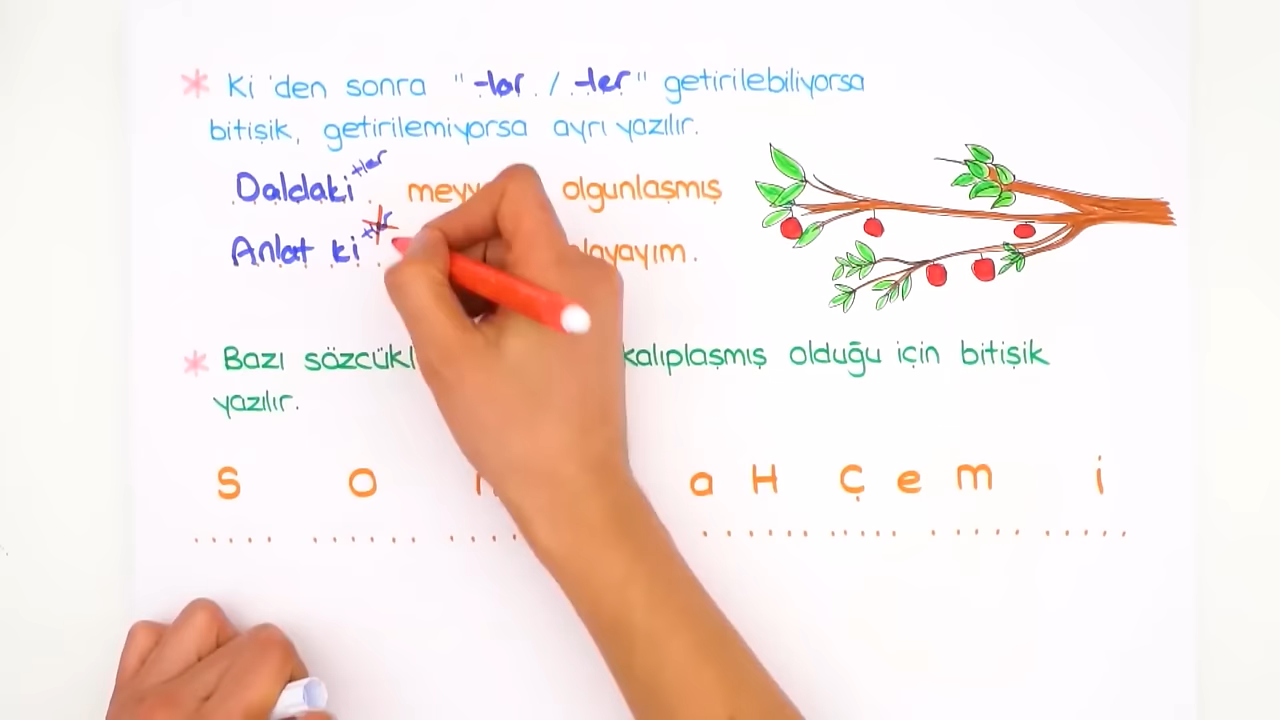 * Ki 'den sonra "-lar / -ler" getirilebiliyorsa
bitişik, getirilemiyorsa ayrı yazılır.
Daldaki +ler olgunlaşmış
Anlat ki +ler
* Bazı kalıplaşmış olduğu için bitişik
yazılır.
S O a H Ç e m i